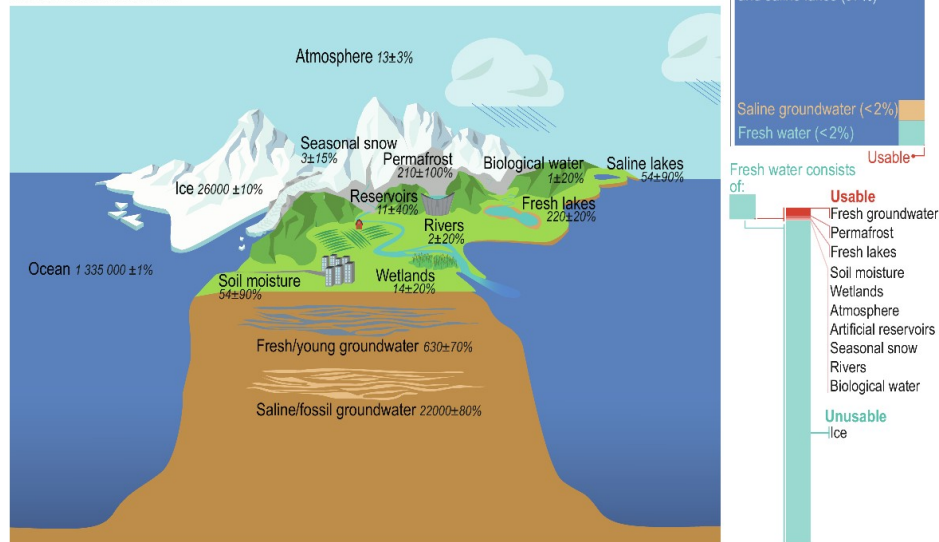 Atmosphere 13±3%
Seasonal snow
3±15%
Permafrost
210±100%
Biological water
1±20%
Saline lakes
54±90%
Ice 26000 ±10%
Reservoirs
11±40%
Fresh lakes
220±20%
Rivers
2±20%
Ocean 1 335 000 ±1%
Soil moisture
54±90%
Wetlands
14±20%
Fresh/young groundwater 630±70%
Saline/fossil groundwater 22000±80%
Saline groundwater (<2%)
Fresh water (<2%)
Usable
Fresh water consists
of:
Usable
Fresh groundwater
Permafrost
Fresh lakes
Soil moisture
Wetlands
Atmosphere
Artificial reservoirs
Seasonal snow
Rivers
Biological water
Unusable
Ice